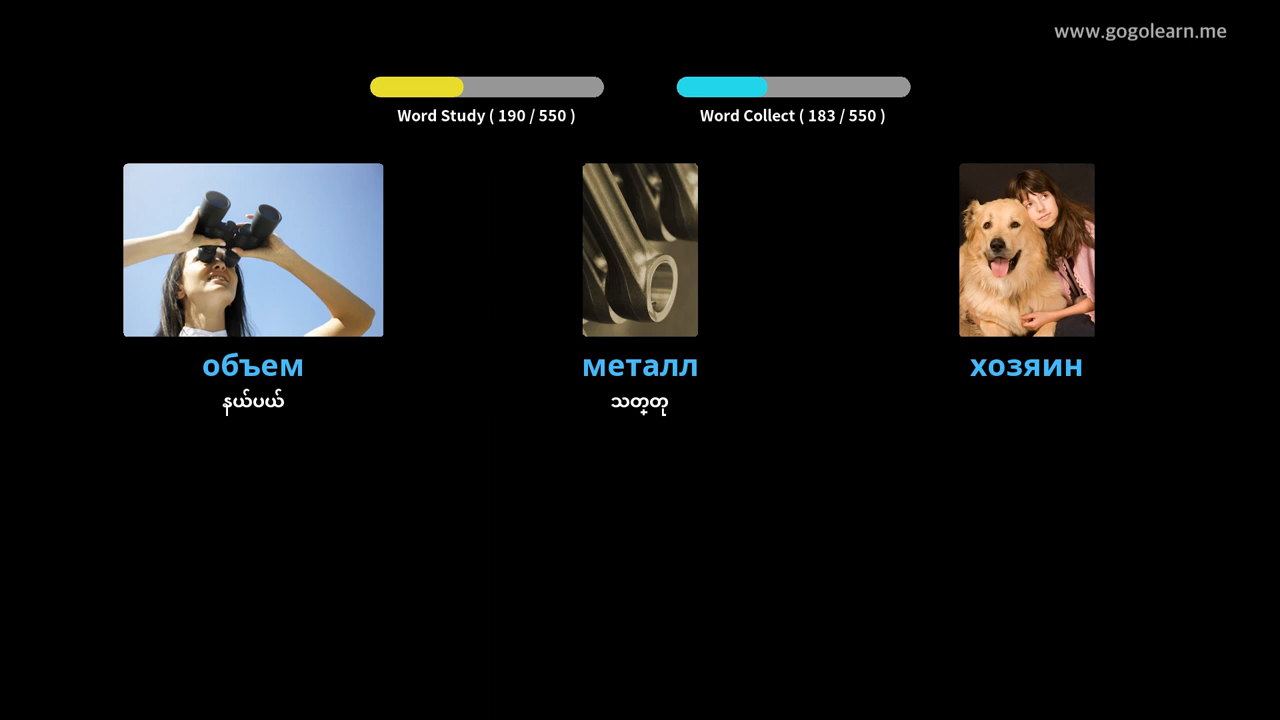 www.gogolearn.me
Word Study ( 190 / 550 )
Word Collect ( 183 / 550 )
объем
металл
хозяин
နယ်ပယ်
သတ္တု